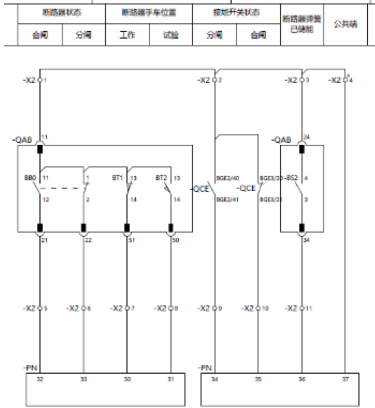 断路器状态 断路器手车位置 接地开关状态 断路器弹簧 公共端
已储能
合闸 分闸 工作 试验 分闸 合闸
-X2 1 -X2 2 -X2 3 -X2 4
-QAB 11 -QAB 24
BB0 11 1 BT1 13 BT2 13 BGE2/40 BGE3/20 -BS2 4
-QCE -QCE
12 2 14 14 BGE2/41 BGE3/21 3
21 22 51 50 34
-X2 5 -X2 6 -X2 7 -X2 8 -X2 9 -X2 10 -X2 11
-PN -PN
32 33 30 31 34 35 36 37